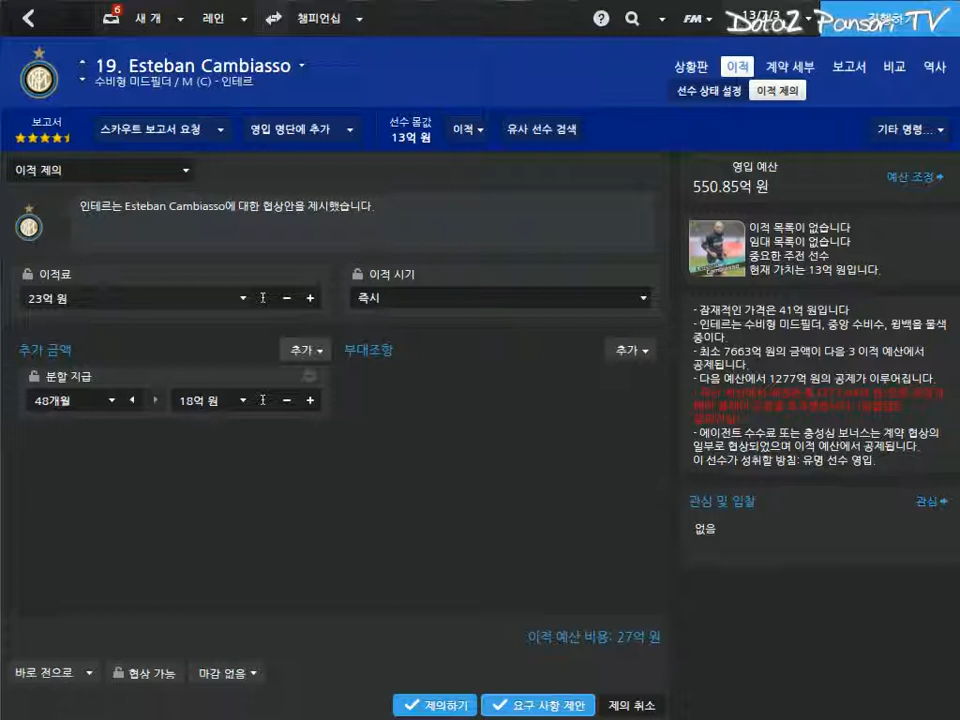 6
새 개
레인
챔피언십
FM
13/7/3
Dota2 Pansori TV
19. Esteban Cambiasso
수비형 미드필더 / M (C) - 인테르
상황판
이적
계약 세부
보고서
비교
역사
선수 상태 설정
이적 제의
보고서
스카우트 보고서 요청
영입 명단에 추가
선수 몸값
13억 원
이적
유사 선수 검색
기타 명령...
이적 제의
영입 예산
550.85억 원
예산 조정
인테르는 Esteban Cambiasso에 대한 협상안을 제시했습니다.
이적 목록이 없습니다
임대 목록이 없습니다
중요한 주전 선수
현재 가치는 13억 원입니다.
이적료
이적 시기
23억 원
즉시
- 잠재적인 가격은 41억 원입니다
- 인테르는 수비형 미드필더, 중앙 수비수, 윙백을 물색
중이다.
- 최소 7663억 원의 금액이 다음 3 이적 예산에서
공제됩니다.
- 다음 예산에서 1277억 원의 공제가 이루어집니다.
추가 금액
추가
부대조항
추가
분할 지급
48개월
18억 원
- 에이전트 수수료 또는 충성심 보너스는 계약 협상의
일부로 협상되었으며 이적 예산에서 공제됩니다.
이 선수가 성취할 방침: 유명 선수 영입.
관심 및 입찰
관심
없음
이적 예산 비용: 27억 원
바로 전으로
협상 가능
마감 없음
제의하기
요구 사항 제안
제의 취소